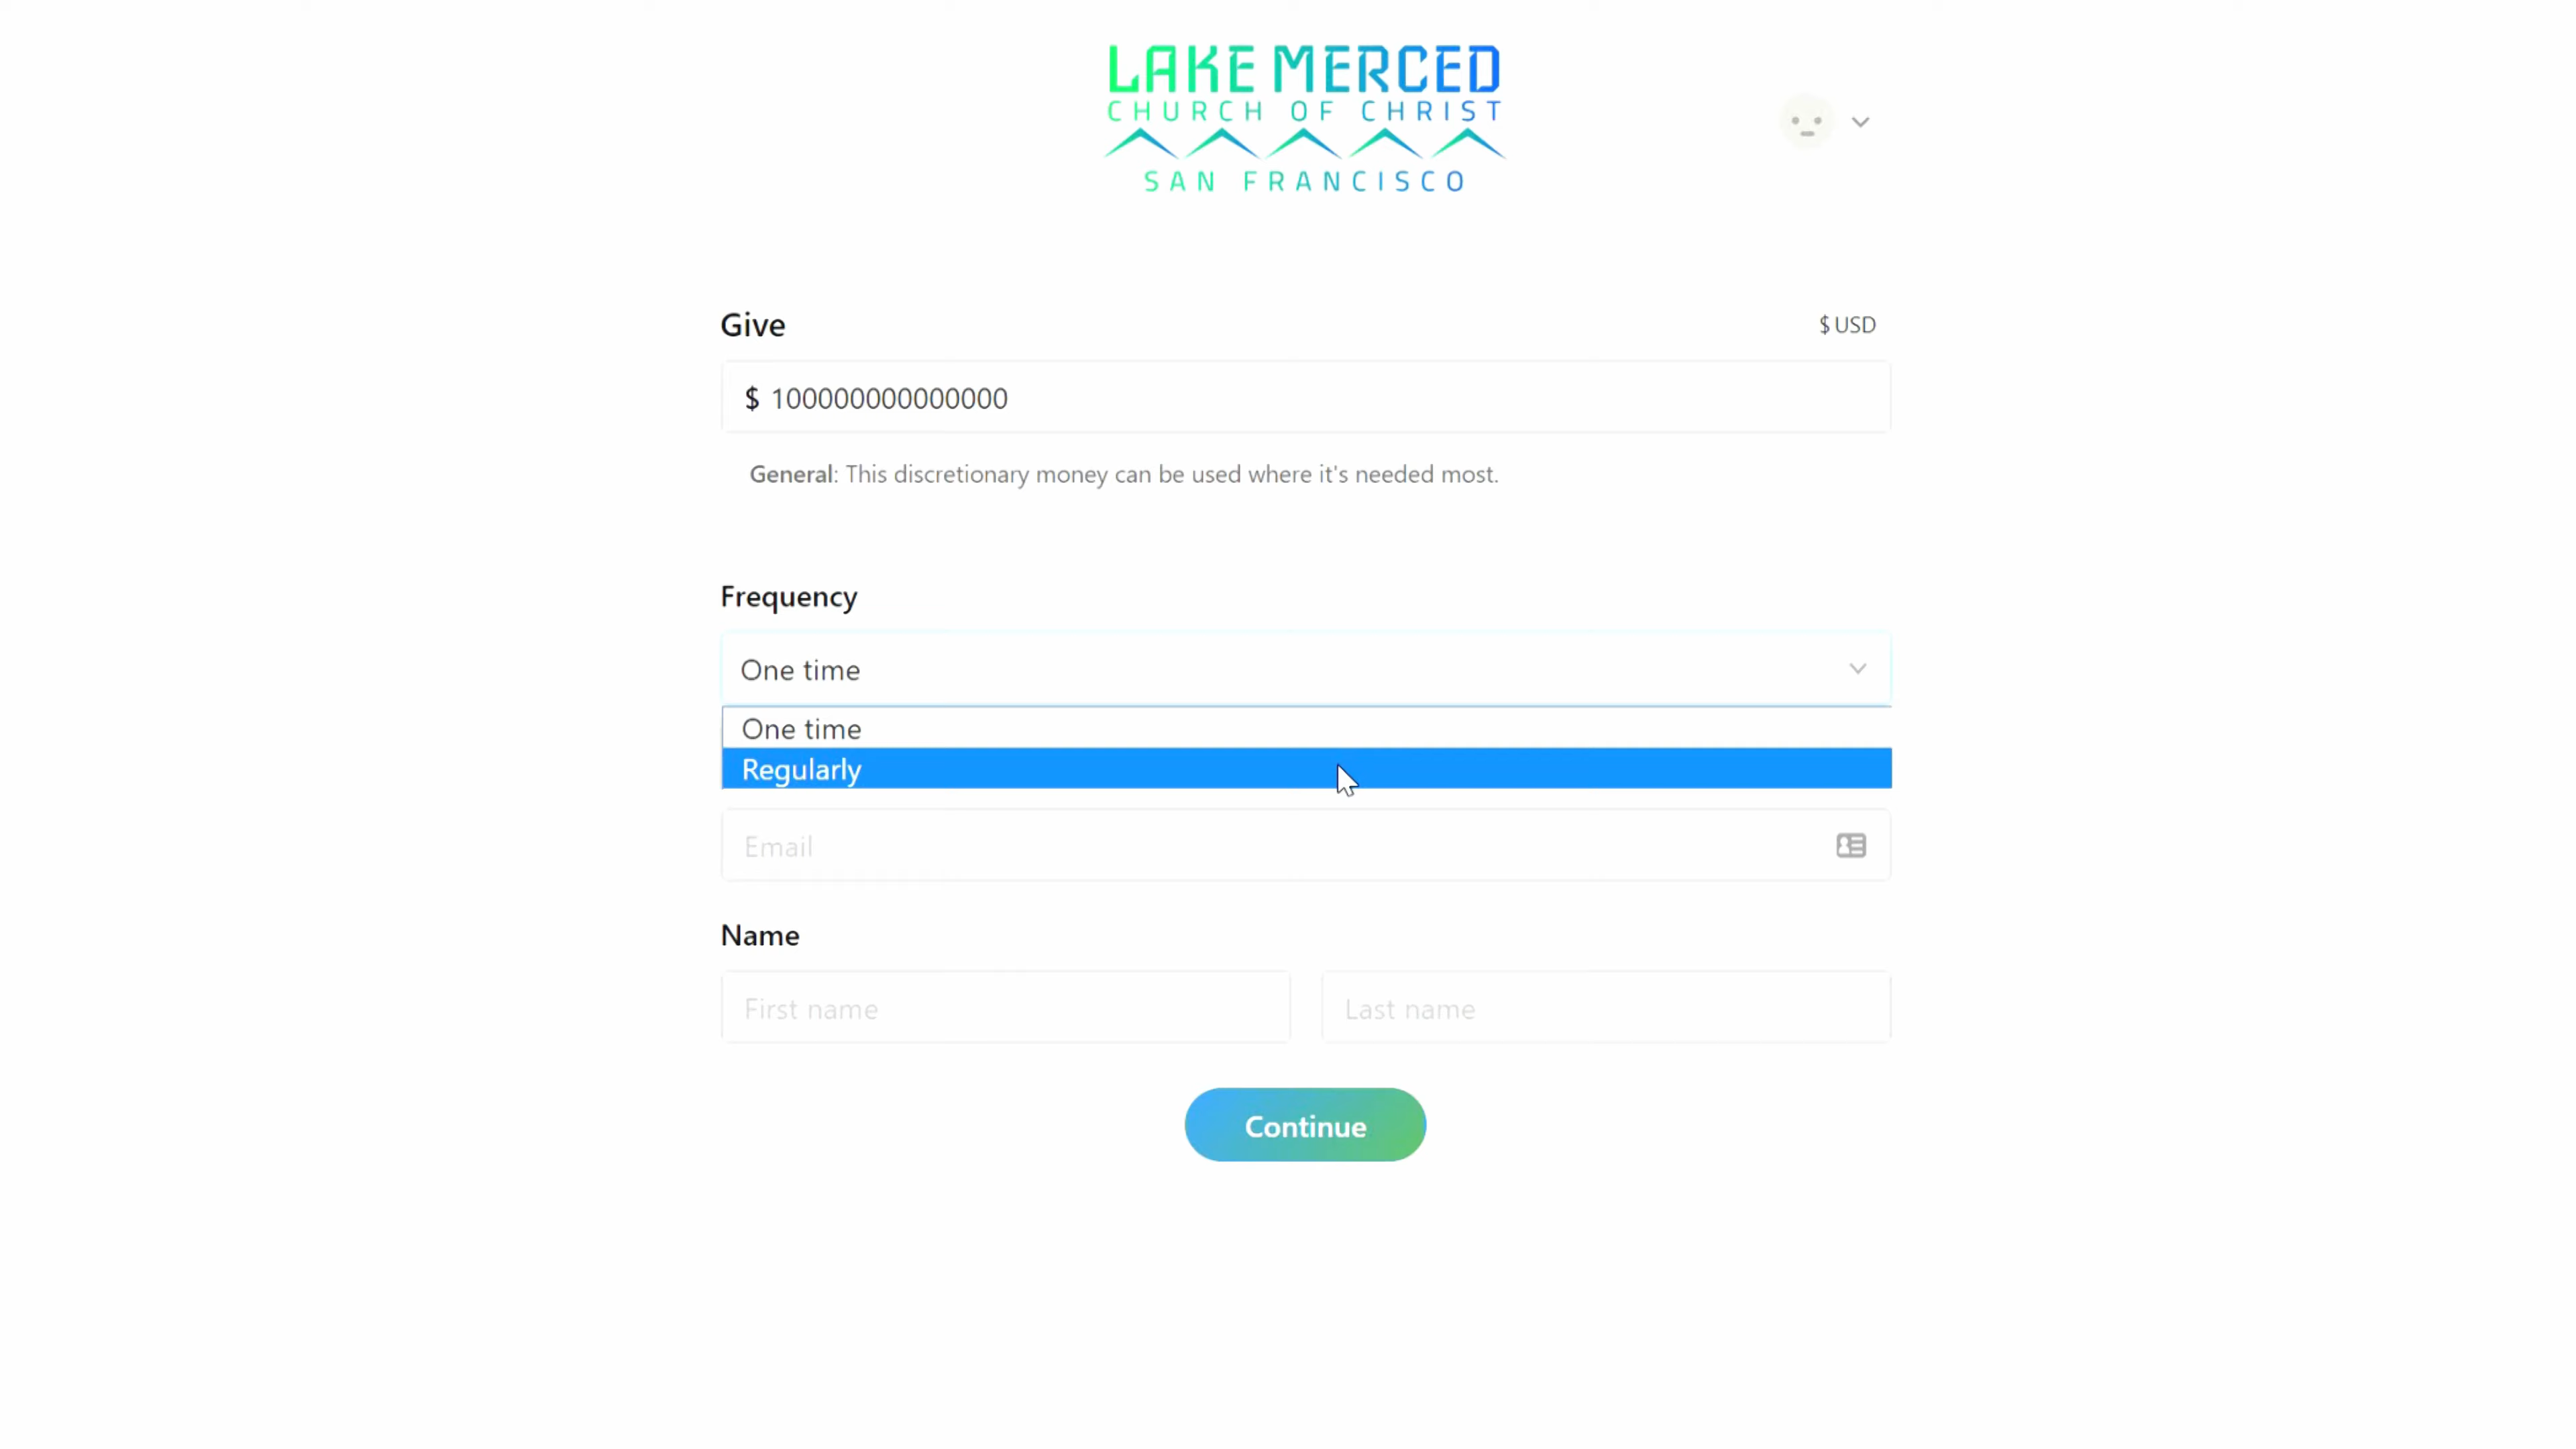 LAKE MERCED
CHURCH OF CHRIST
SAN FRANCISCO
Give
$ USD
$ 100000000000000
General: This discretionary money can be used where it's needed most.
Frequency
One time
One time
Regularly
Email
Name
First name
Last name
Continue